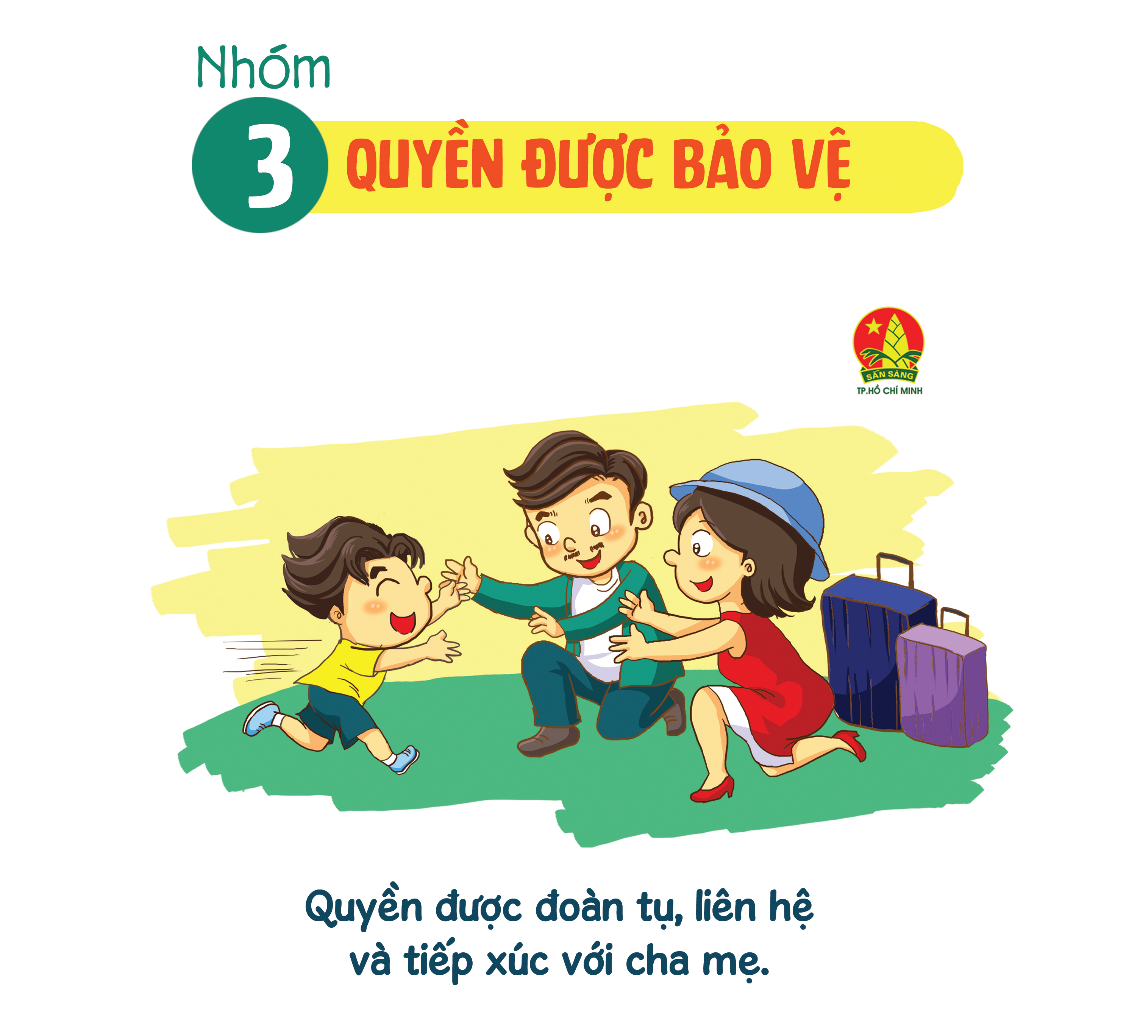 Nhóm
3 QUYỀN ĐƯỢC BẢO VỆ
SẴN SÀNG
TP.HỒ CHÍ MINH
Quyền được đoàn tụ, liên hệ
và tiếp xúc với cha mẹ.